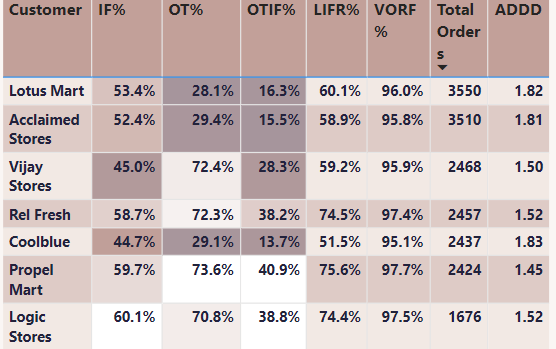 Customer IF% OT% OTIF% LIFR% VORF Total ADDD
% Order
s
Lotus Mart 53.4% 28.1% 16.3% 60.1% 96.0% 3550 1.82
Acclaimed 52.4% 29.4% 15.5% 58.9% 95.8% 3510 1.81
Stores
Vijay 45.0% 72.4% 28.3% 59.2% 95.9% 2468 1.50
Stores
Rel Fresh 58.7% 72.3% 38.2% 74.5% 97.4% 2457 1.52
Coolblue 44.7% 29.1% 13.7% 51.5% 95.1% 2437 1.83
Propel 59.7% 73.6% 40.9% 75.6% 97.7% 2424 1.45
Mart
Logic 60.1% 70.8% 38.8% 74.4% 97.5% 1676 1.52
Stores